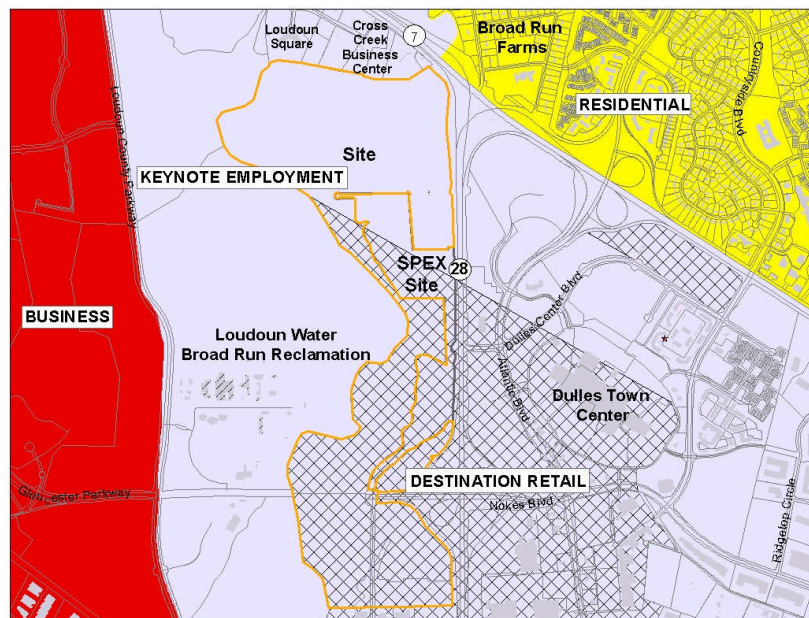 Loudoun
Square
Cross
Creek
Business
Center
7
Broad Run
Farms
RESIDENTIAL
Countryside Blvd
Loudoun County Parkway
Site
KEYNOTE EMPLOYMENT
SPEX
Site
28
BUSINESS
Loudoun Water
Broad Run Reclamation
Dulles Center Blvd
Atlantic Blvd
Dulles Town
Center
DESTINATION RETAIL
Gloucester Parkway
Nokes Blvd
Ridgetop Circle